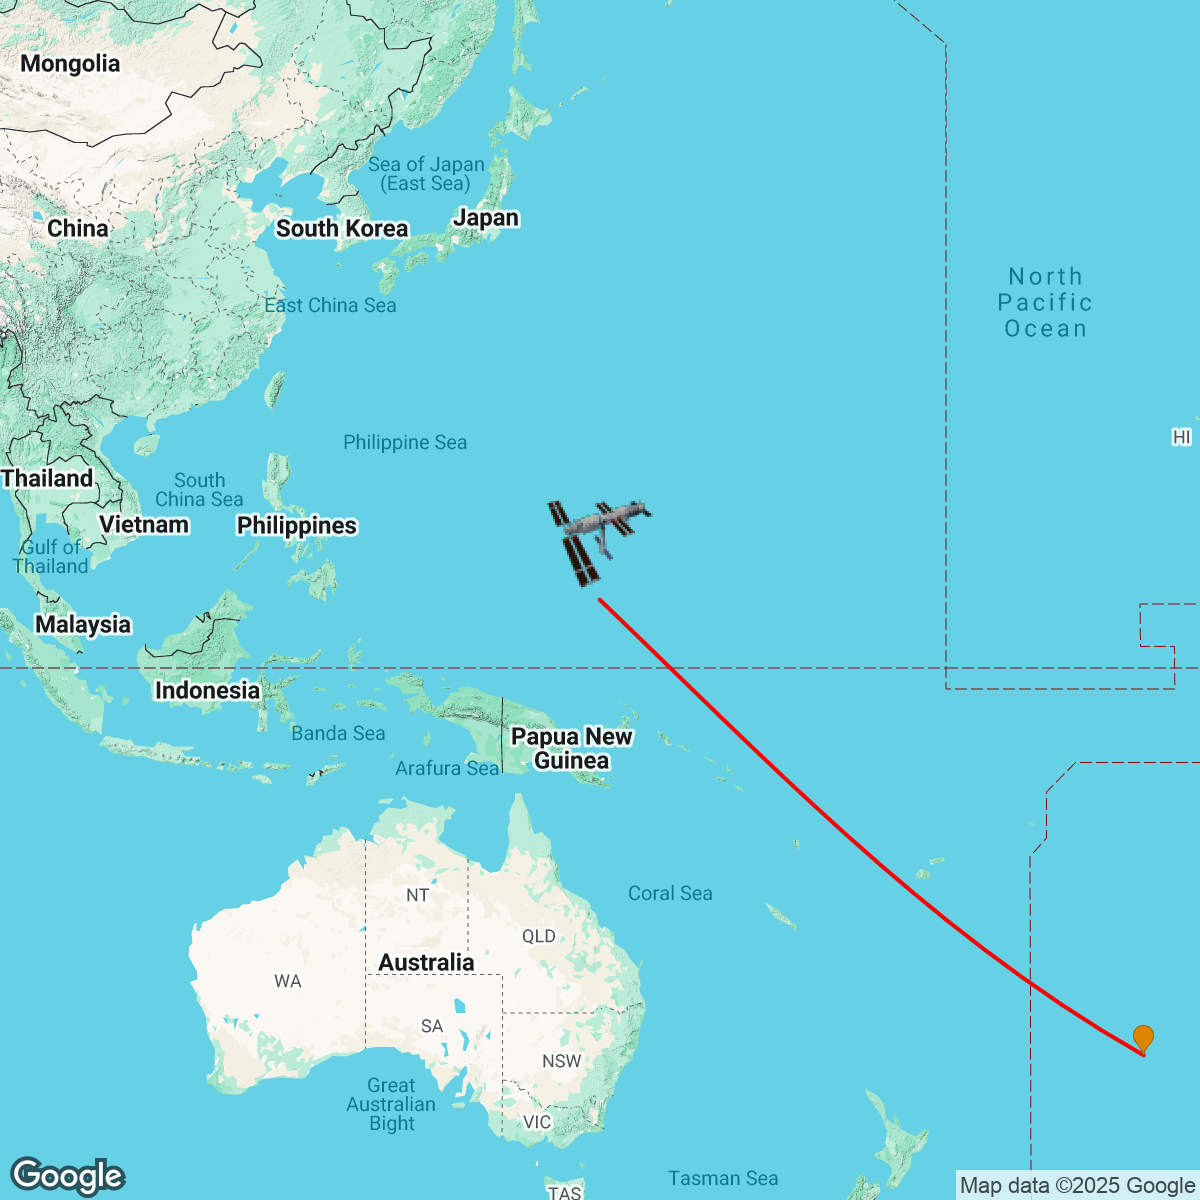 Mongolia
Sea of Japan
(East Sea)
Japan
China
South Korea
North
Pacific
Ocean
East China Sea
HI
Philippine Sea
Thailand
South
China Sea
Vietnam
Philippines
Gulf of
Thailand
Malaysia
Indonesia
Banda Sea
Papua New
Guinea
Arafura Sea
NT
Coral Sea
QLD
Australia
WA
SA
NSW
Great
Australian
Bight
VIC
Tasman Sea
TAS
Google
Map data ©2025 Google